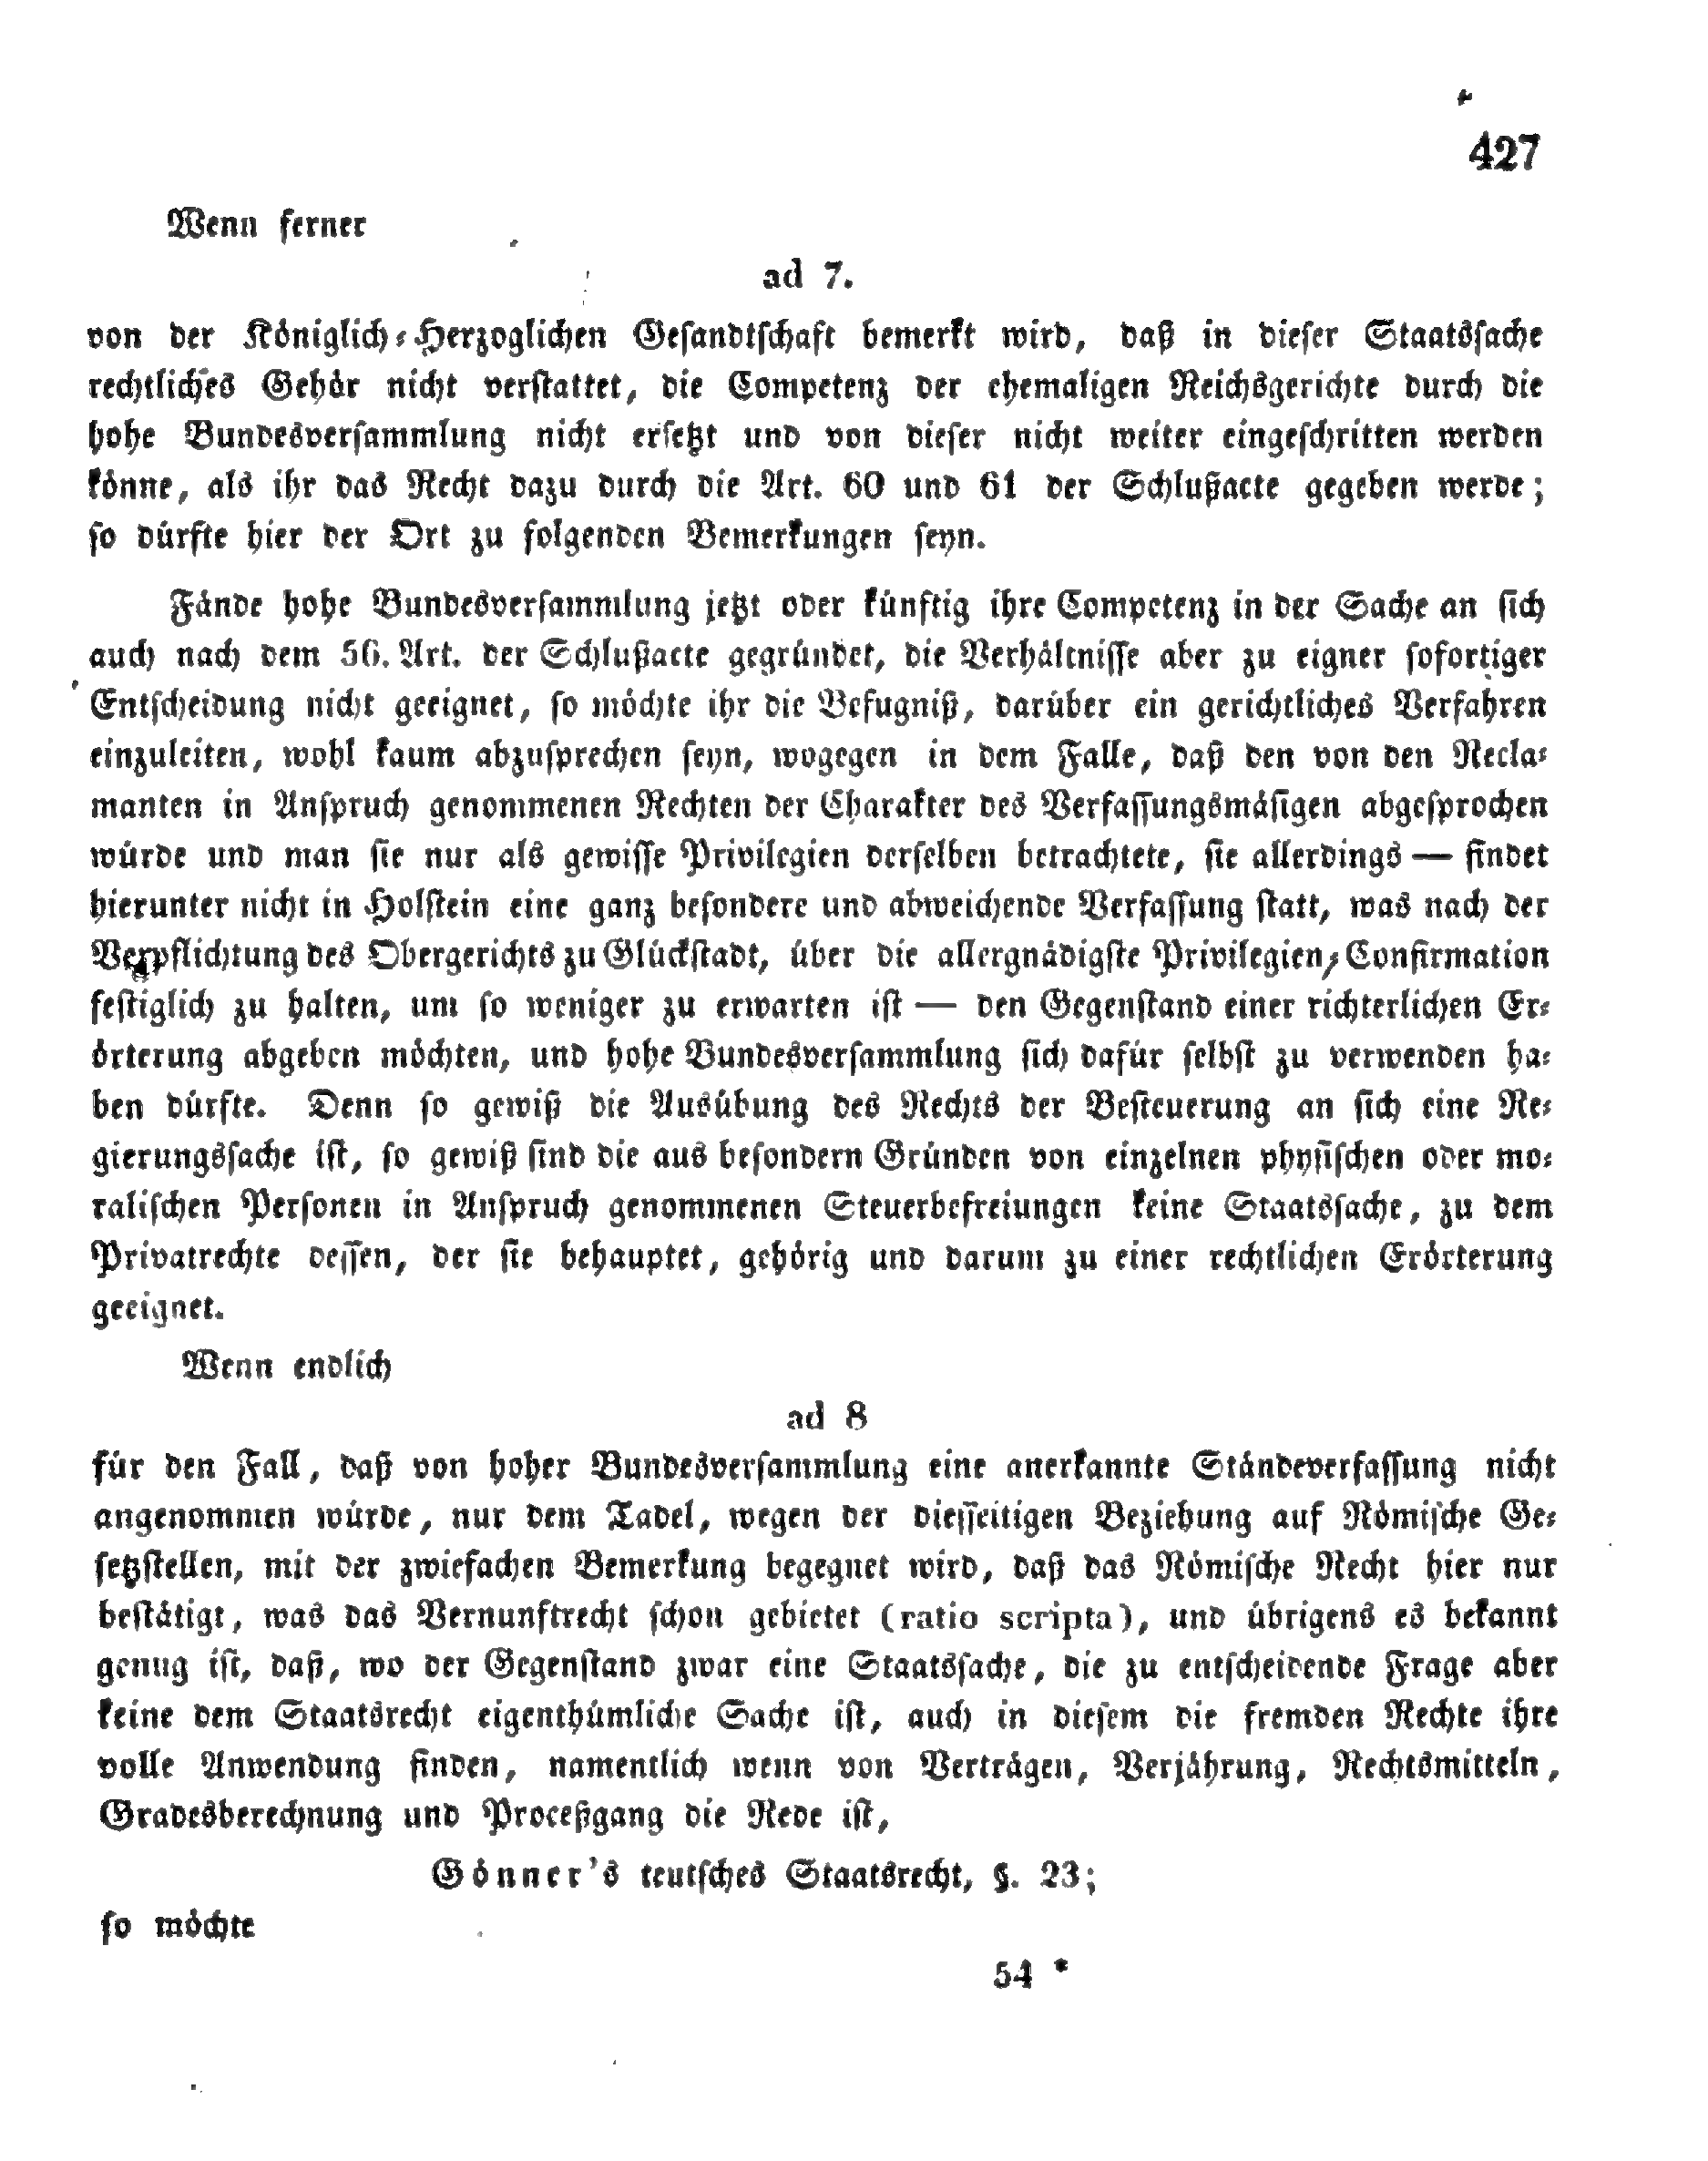 427
Wenn ferner
ad 7.
von der Königlich-Herzoglichen Gesandtschaft bemerkt wird, daß in dieser Staatssache
rechtliches Gehör nicht verstattet, die Competenz der ehemaligen Reichsgerichte durch die
hohe Bundesversammlung nicht ersetzt und von dieser nicht weiter eingeschritten werden
könne, als ihr das Recht dazu durch die Art. 60 und 61 der Schlußacte gegeben werde;
so dürfte hier der Ort zu folgenden Bemerkungen seyn.
Fände hohe Bundesversammlung jetzt oder künftig ihre Competenz in der Sache an sich
auch nach dem 56. Art. der Schlußacte gegründet, die Verhältnisse aber zu eigner sofortiger
Entscheidung nicht geeignet, so möchte ihr die Befugniß, darüber ein gerichtliches Verfahren
einzuleiten, wohl kaum abzusprechen seyn, wogegen in dem Falle, daß den von den Recla-
manten in Anspruch genommenen Rechten der Charakter des Verfassungsmäsigen abgesprochen
würde und man sie nur als gewisse Privilegien derselben betrachtete, sie allerdings — findet
hierunter nicht in Holstein eine ganz besondere und abweichende Verfassung statt, was nach der
Verpflichtung des Obergerichts zu Glückstadt, über die allergnädigste Privilegien-Confirmation
festiglich zu halten, um so weniger zu erwarten ist — den Gegenstand einer richterlichen Er-
örterung abgeben möchten, und hohe Bundesversammlung sich dafür selbst zu verwenden ha-
ben dürfte. Denn so gewiß die Ausübung des Rechts der Besteuerung an sich eine Re-
gierungssache ist, so gewiß sind die aus besondern Gründen von einzelnen physischen oder mo-
ralischen Personen in Anspruch genommenen Steuerbefreiungen keine Staatssache, zu dem
Privatrechte dessen, der sie behauptet, gehörig und darum zu einer rechtlichen Erörterung
geeignet.
Wenn endlich
ad 8
für den Fall, daß von hoher Bundesversammlung eine anerkannte Ständeverfassung nicht
angenommen würde, nur dem Tadel, wegen der diesseitigen Beziehung auf Römische Ge-
setzstellen, mit der zwiefachen Bemerkung begegnet wird, daß das Römische Recht hier nur
bestätigt, was das Vernunftrecht schon gebietet (ratio scripta), und übrigens es bekannt
genug ist, daß, wo der Gegenstand zwar eine Staatssache, die zu entscheidende Frage aber
keine dem Staatsrecht eigenthümliche Sache ist, auch in diesem die fremden Rechte ihre
volle Anwendung finden, namentlich wenn von Verträgen, Verjährung, Rechtsmitteln,
Gradesberechnung und Proceßgang die Rede ist,
Gönner's teutsches Staatsrecht, §. 23;
so möchte
54 *